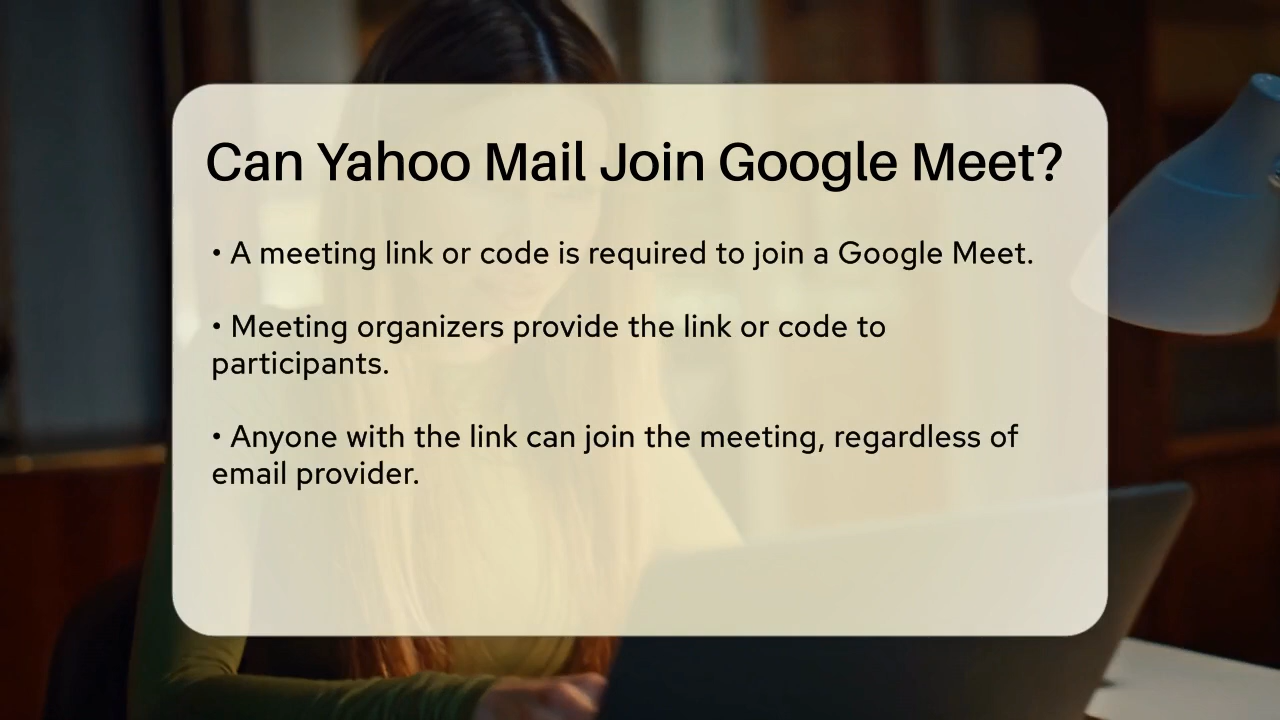 Can Yahoo Mail Join Google Meet?
• A meeting link or code is required to join a Google Meet.
• Meeting organizers provide the link or code to
participants.
• Anyone with the link can join the meeting, regardless of
email provider.